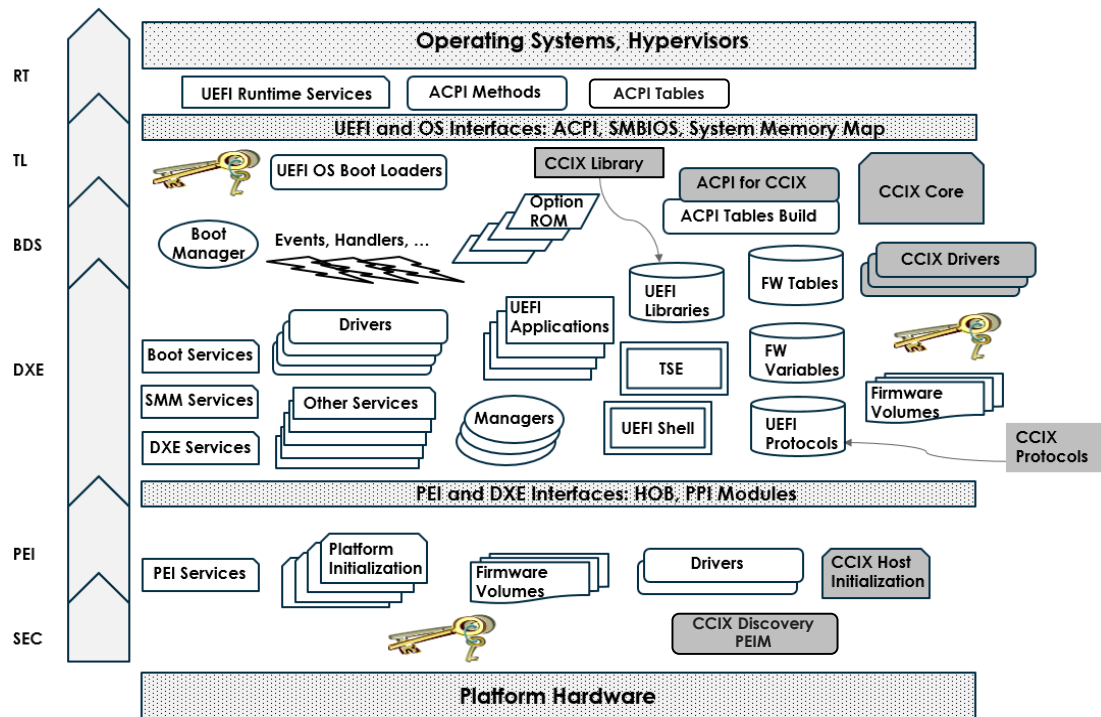 Operating Systems, Hypervisors
RT
UEFI Runtime Services
ACPI Methods
ACPI Tables
UEFI and OS Interfaces: ACPI, SMBIOS, System Memory Map
TL
UEFI OS Boot Loaders
CCIX Library
ACPI for CCIX
ACPI Tables Build
CCIX Core
BDS
Boot
Manager
Events, Handlers, ...
Option
ROM
UEFI
Libraries
FW Tables
CCIX Drivers
DXE
Boot Services
SMM Services
DXE Services
Drivers
Other Services
UEFI
Applications
Managers
TSE
UEFI Shell
FW
Variables
UEFI
Protocols
Firmware
Volumes
CCIX
Protocols
PEI and DXE Interfaces: HOB, PPI Modules
PEI
PEI Services
Platform
Initialization
Firmware
Volumes
Drivers
CCIX Host
Initialization
SEC
CCIX Discovery
PEIM
Platform Hardware